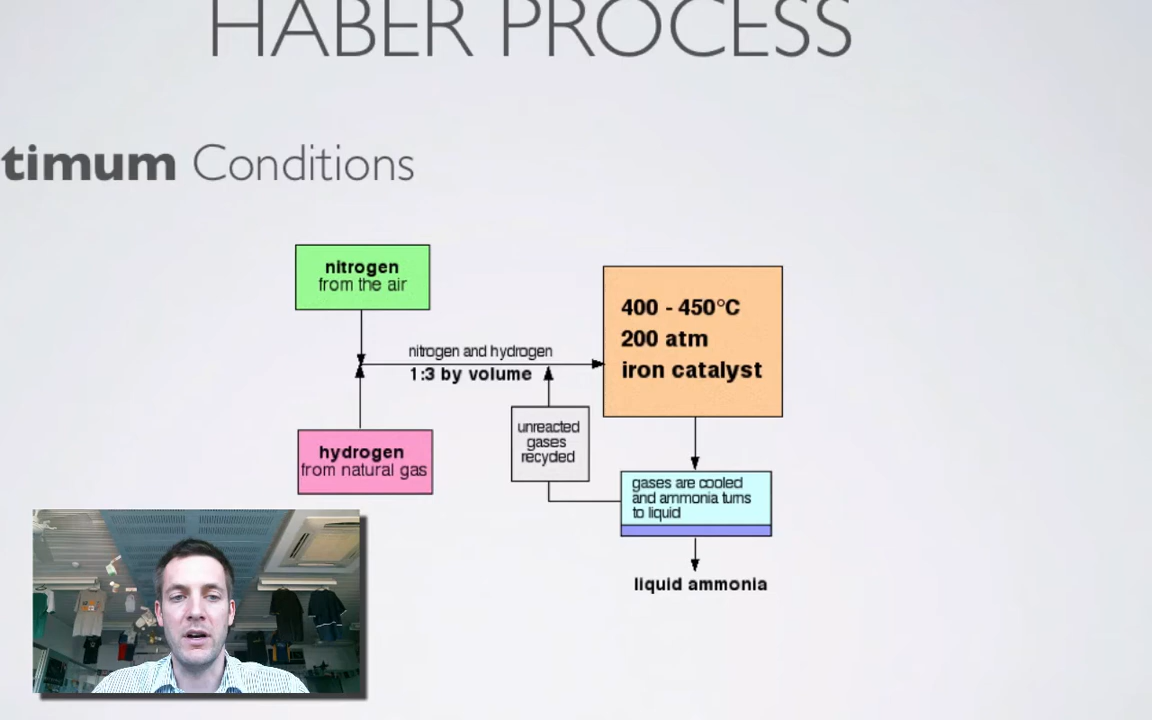 HABER PROCESS
timum Conditions
nitrogen
from the air
400 - 450°C
200 atm
iron catalyst
nitrogen and hydrogen
1:3 by volume
unreacted
gases
recycled
hydrogen
from natural gas
gases are cooled
and ammonia turns
to liquid
liquid ammonia